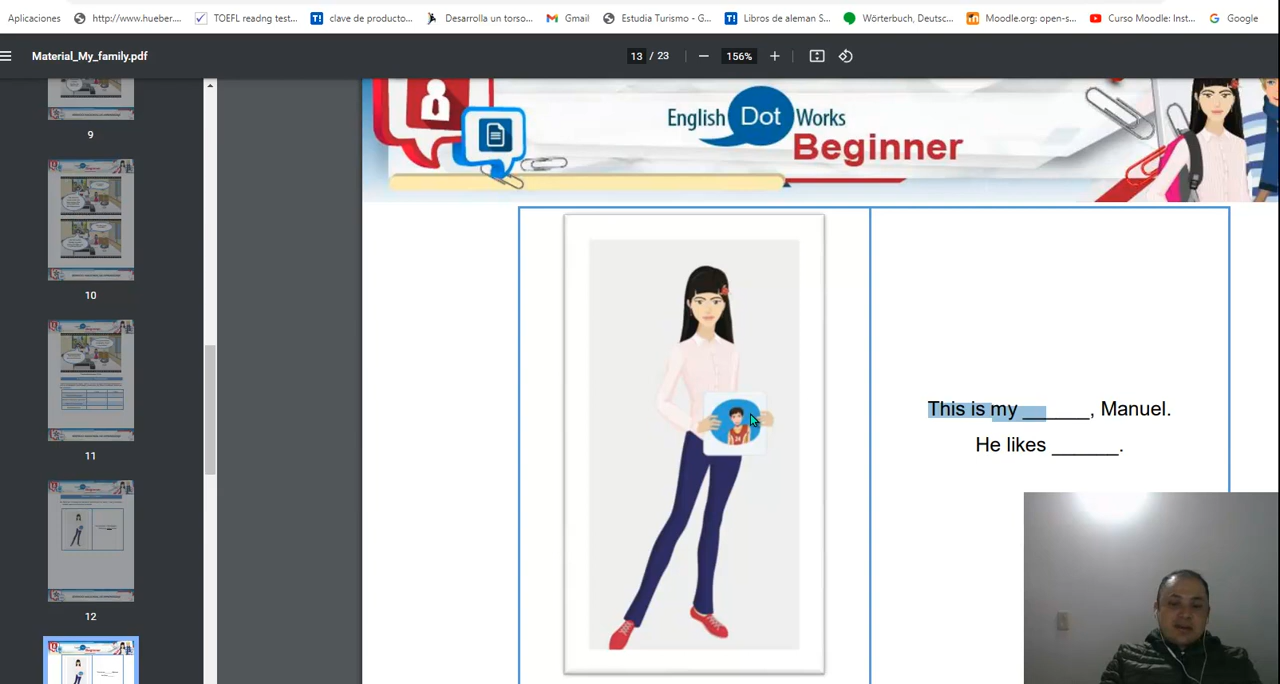 Aplicaciones
http://www.hueber....
TOEFL readng test...
clave de producto...
Desarrolla un torso...
Gmail
Estudia Turismo - G...
Libros de aleman S...
Wörterbuch, Deutsc...
Moodle.org: open-s...
Curso Moodle: Inst...
Google
Material_My_family.pdf
13 / 23
156%
9
10
11
12
English Dot Works
Beginner
This is my ______, Manuel.
He likes ______.